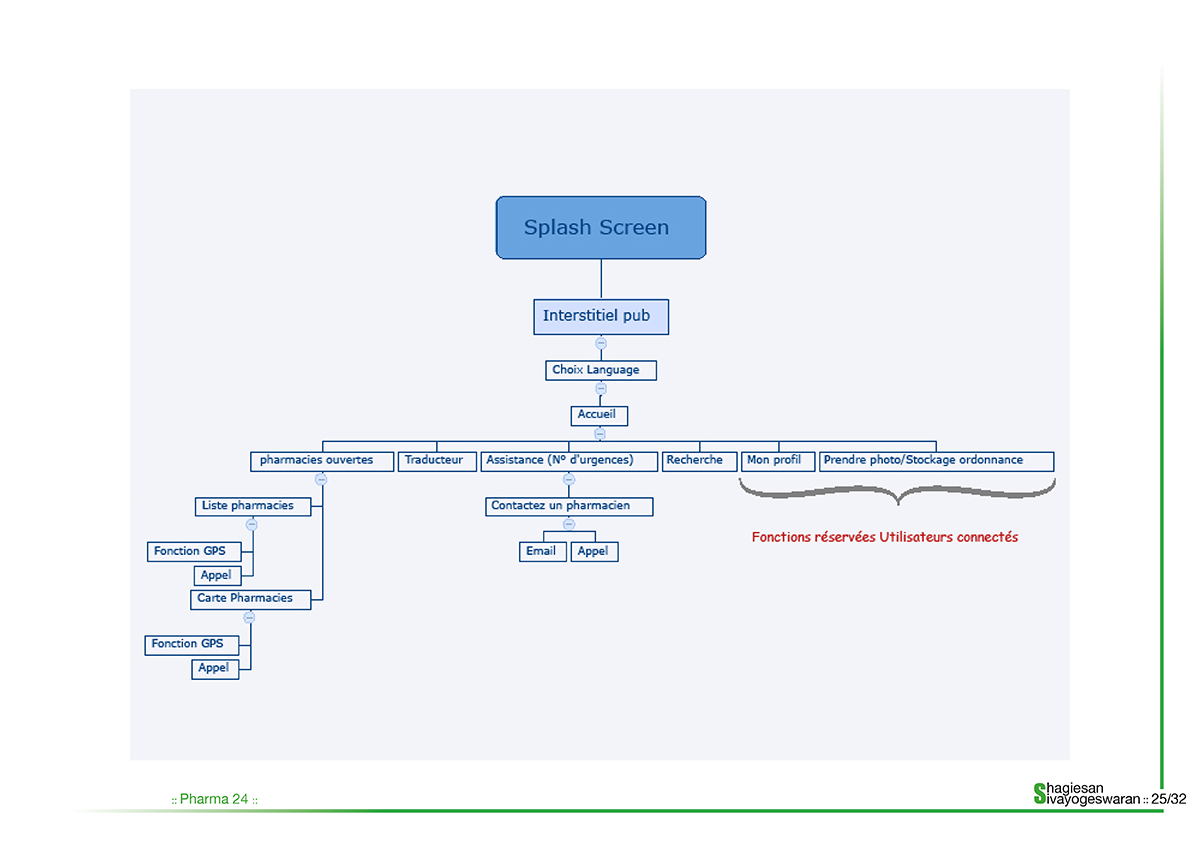 Splash Screen
Interstitiel pub
Choix Language
Accueil
pharmacies ouvertes
Traducteur
Assistance (N° d'urgences)
Recherche
Mon profil
Prendre photo/Stockage ordonnance
Liste pharmacies
Contactez un pharmacien
Fonctions réservées Utilisateurs connectés
Fonction GPS
Email
Appel
Appel
Carte Pharmacies
Fonction GPS
Appel
:: Pharma 24 ::
Shagiesan
Sivayogeswaran :: 25/32